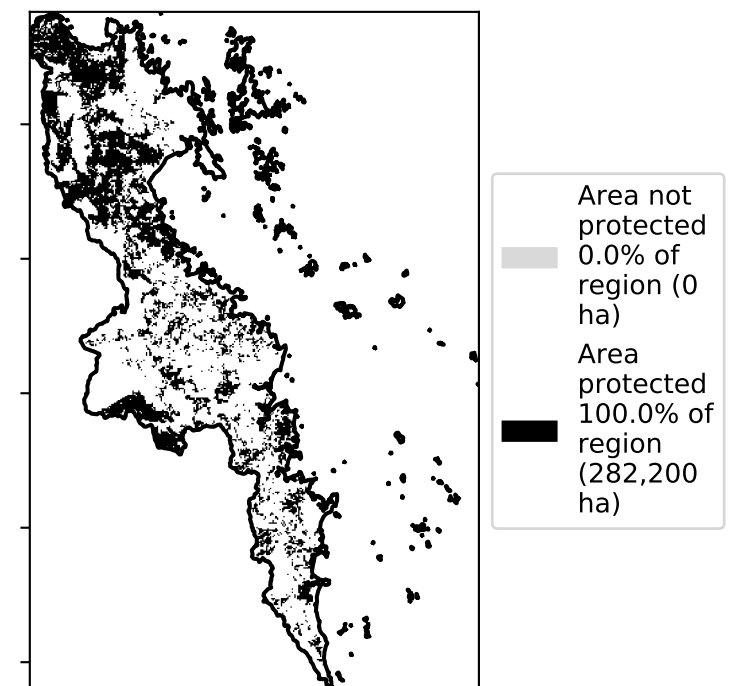 Area not
protected
0.0% of
region (0
ha)
Area
protected
100.0% of
region
(282,200
ha)